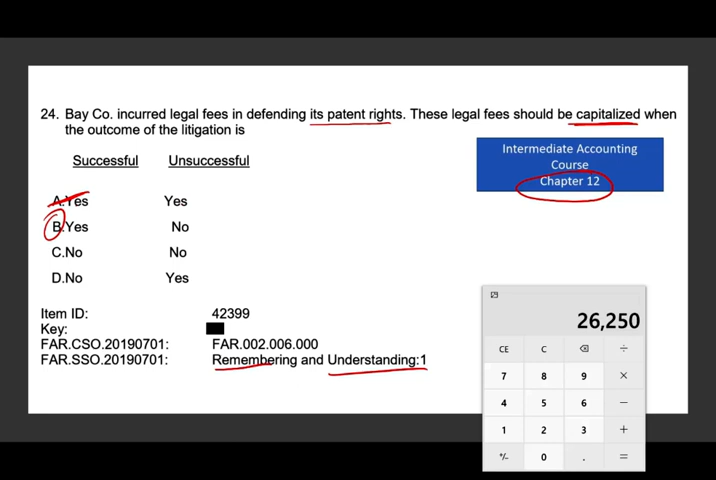 24. Bay Co. incurred legal fees in defending its patent rights. These legal fees should be capitalized when
the outcome of the litigation is
Successful Unsuccessful
A.Yes Yes
B.Yes No
C.No No
D.No Yes
Item ID: 42399
Key:
FAR.CSO.20190701: FAR.002.006.000
FAR.SSO.20190701: Remembering and Understanding:1
Intermediate Accounting
Course
Chapter 12
26,250
CE C ⌫ ÷
7 8 9 ×
4 5 6 −
1 2 3 +
+/- 0 . =